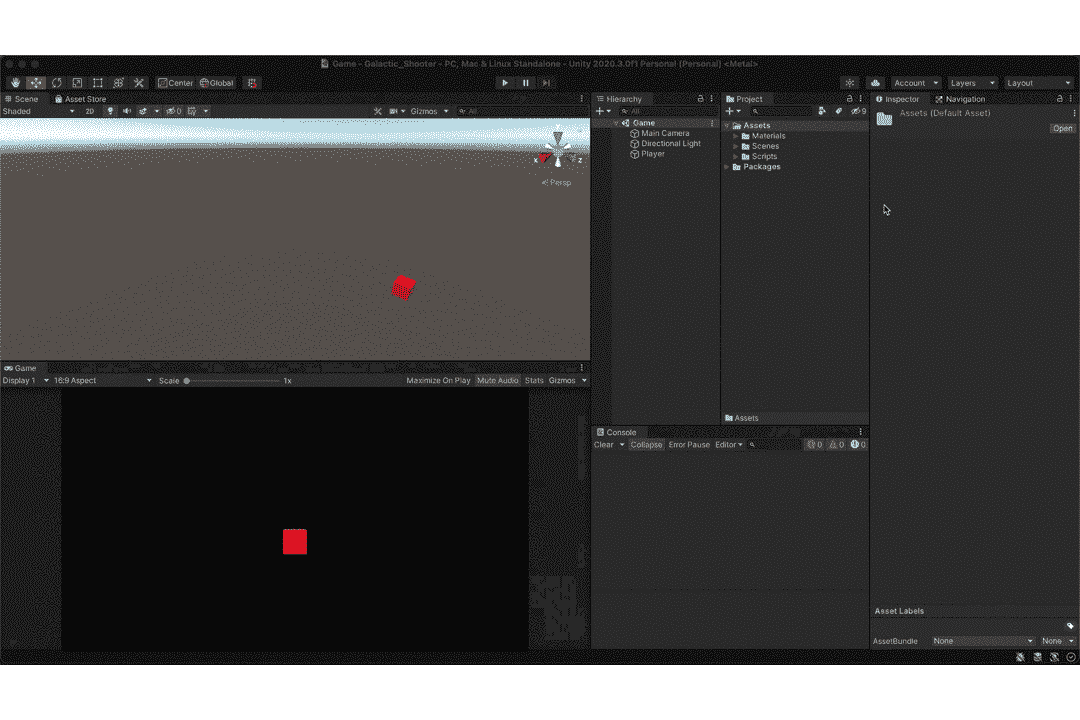 Game - Galactic_Shooter - PC, Mac & Linux Standalone - Unity 2020.3.0f1 Personal [Personal] <Metal>
Center Global
Account Layers Layout
Scene Asset Store
Shaded 2D 0 Gizmos All
x z
Persp
Game
Display 1 16:9 Aspect Scale 1x Maximize On Play Mute Audio Stats Gizmos
Hierarchy
All
Game
Main Camera
Directional Light
Player
Project
9
Assets
Materials
Scenes
Scripts
Packages
Assets
Console
Clear Collapse Error Pause Editor 0 0 0
Inspector Navigation
Assets (Default Asset)
Open
Asset Labels
AssetBundle None None